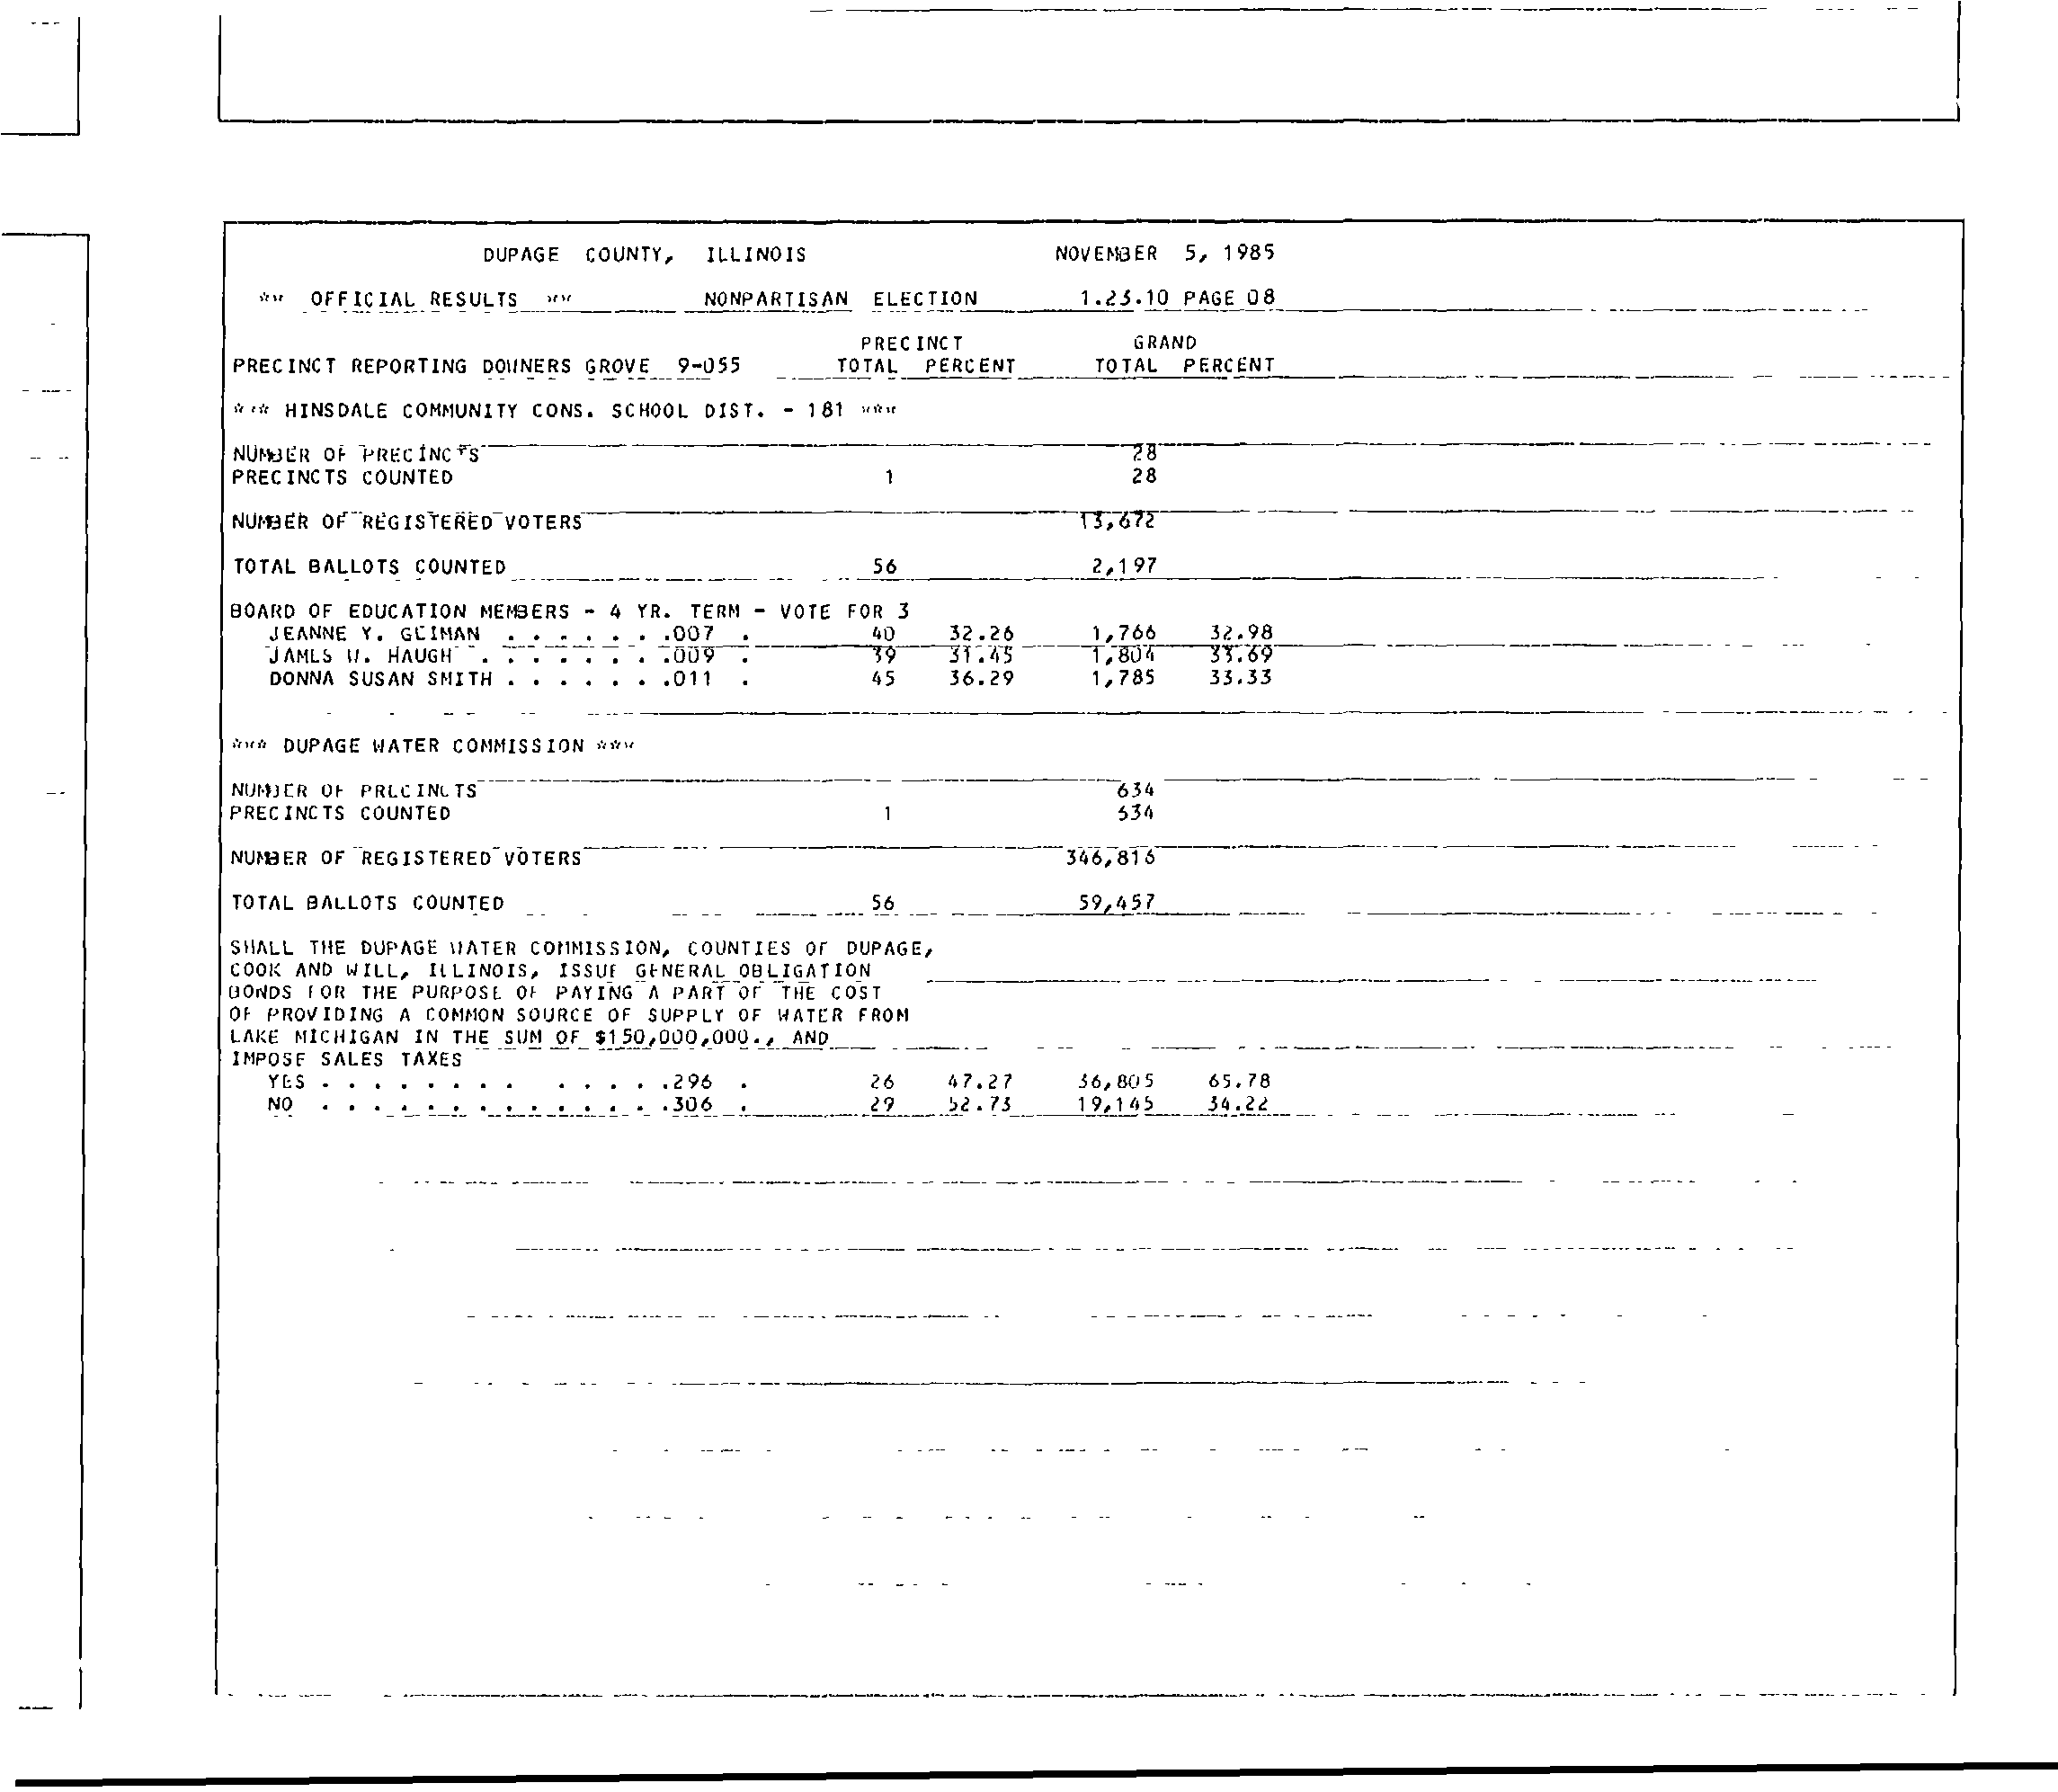 DUPAGE COUNTY, ILLINOIS NOVEMBER 5, 1985
** OFFICIAL RESULTS ** NONPARTISAN ELECTION 1.23.10 PAGE 08
PRECINCT GRAND
PRECINCT REPORTING DOWNERS GROVE 9-055 TOTAL PERCENT TOTAL PERCENT
*** HINSDALE COMMUNITY CONS. SCHOOL DIST. - 181 ***
NUMBER OF PRECINCTS 28
PRECINCTS COUNTED 1 28
NUMBER OF REGISTERED VOTERS 13,672
TOTAL BALLOTS COUNTED 56 2,197
BOARD OF EDUCATION MEMBERS - 4 YR. TERM - VOTE FOR 3
JEANNE Y. GEIMAN . . . . . . .007 . 40 32.26 1,766 32.98
JAMES W. HAUGH . . . . . . . .009 . 39 31.45 1,804 33.69
DONNA SUSAN SMITH . . . . . . .011 . 45 36.29 1,785 33.33
*** DUPAGE WATER COMMISSION ***
NUMBER OF PRECINCTS 634
PRECINCTS COUNTED 1 634
NUMBER OF REGISTERED VOTERS 346,816
TOTAL BALLOTS COUNTED 56 59,457
SHALL THE DUPAGE WATER COMMISSION, COUNTIES OF DUPAGE,
COOK AND WILL, ILLINOIS, ISSUE GENERAL OBLIGATION
BONDS FOR THE PURPOSE OF PAYING A PART OF THE COST
OF PROVIDING A COMMON SOURCE OF SUPPLY OF WATER FROM
LAKE MICHIGAN IN THE SUM OF $150,000,000., AND
IMPOSE SALES TAXES
YES . . . . . . . . . . . . .296 . 26 47.27 36,805 65.78
NO . . . . . . . . . . . . . .306 . 29 52.73 19,145 34.22